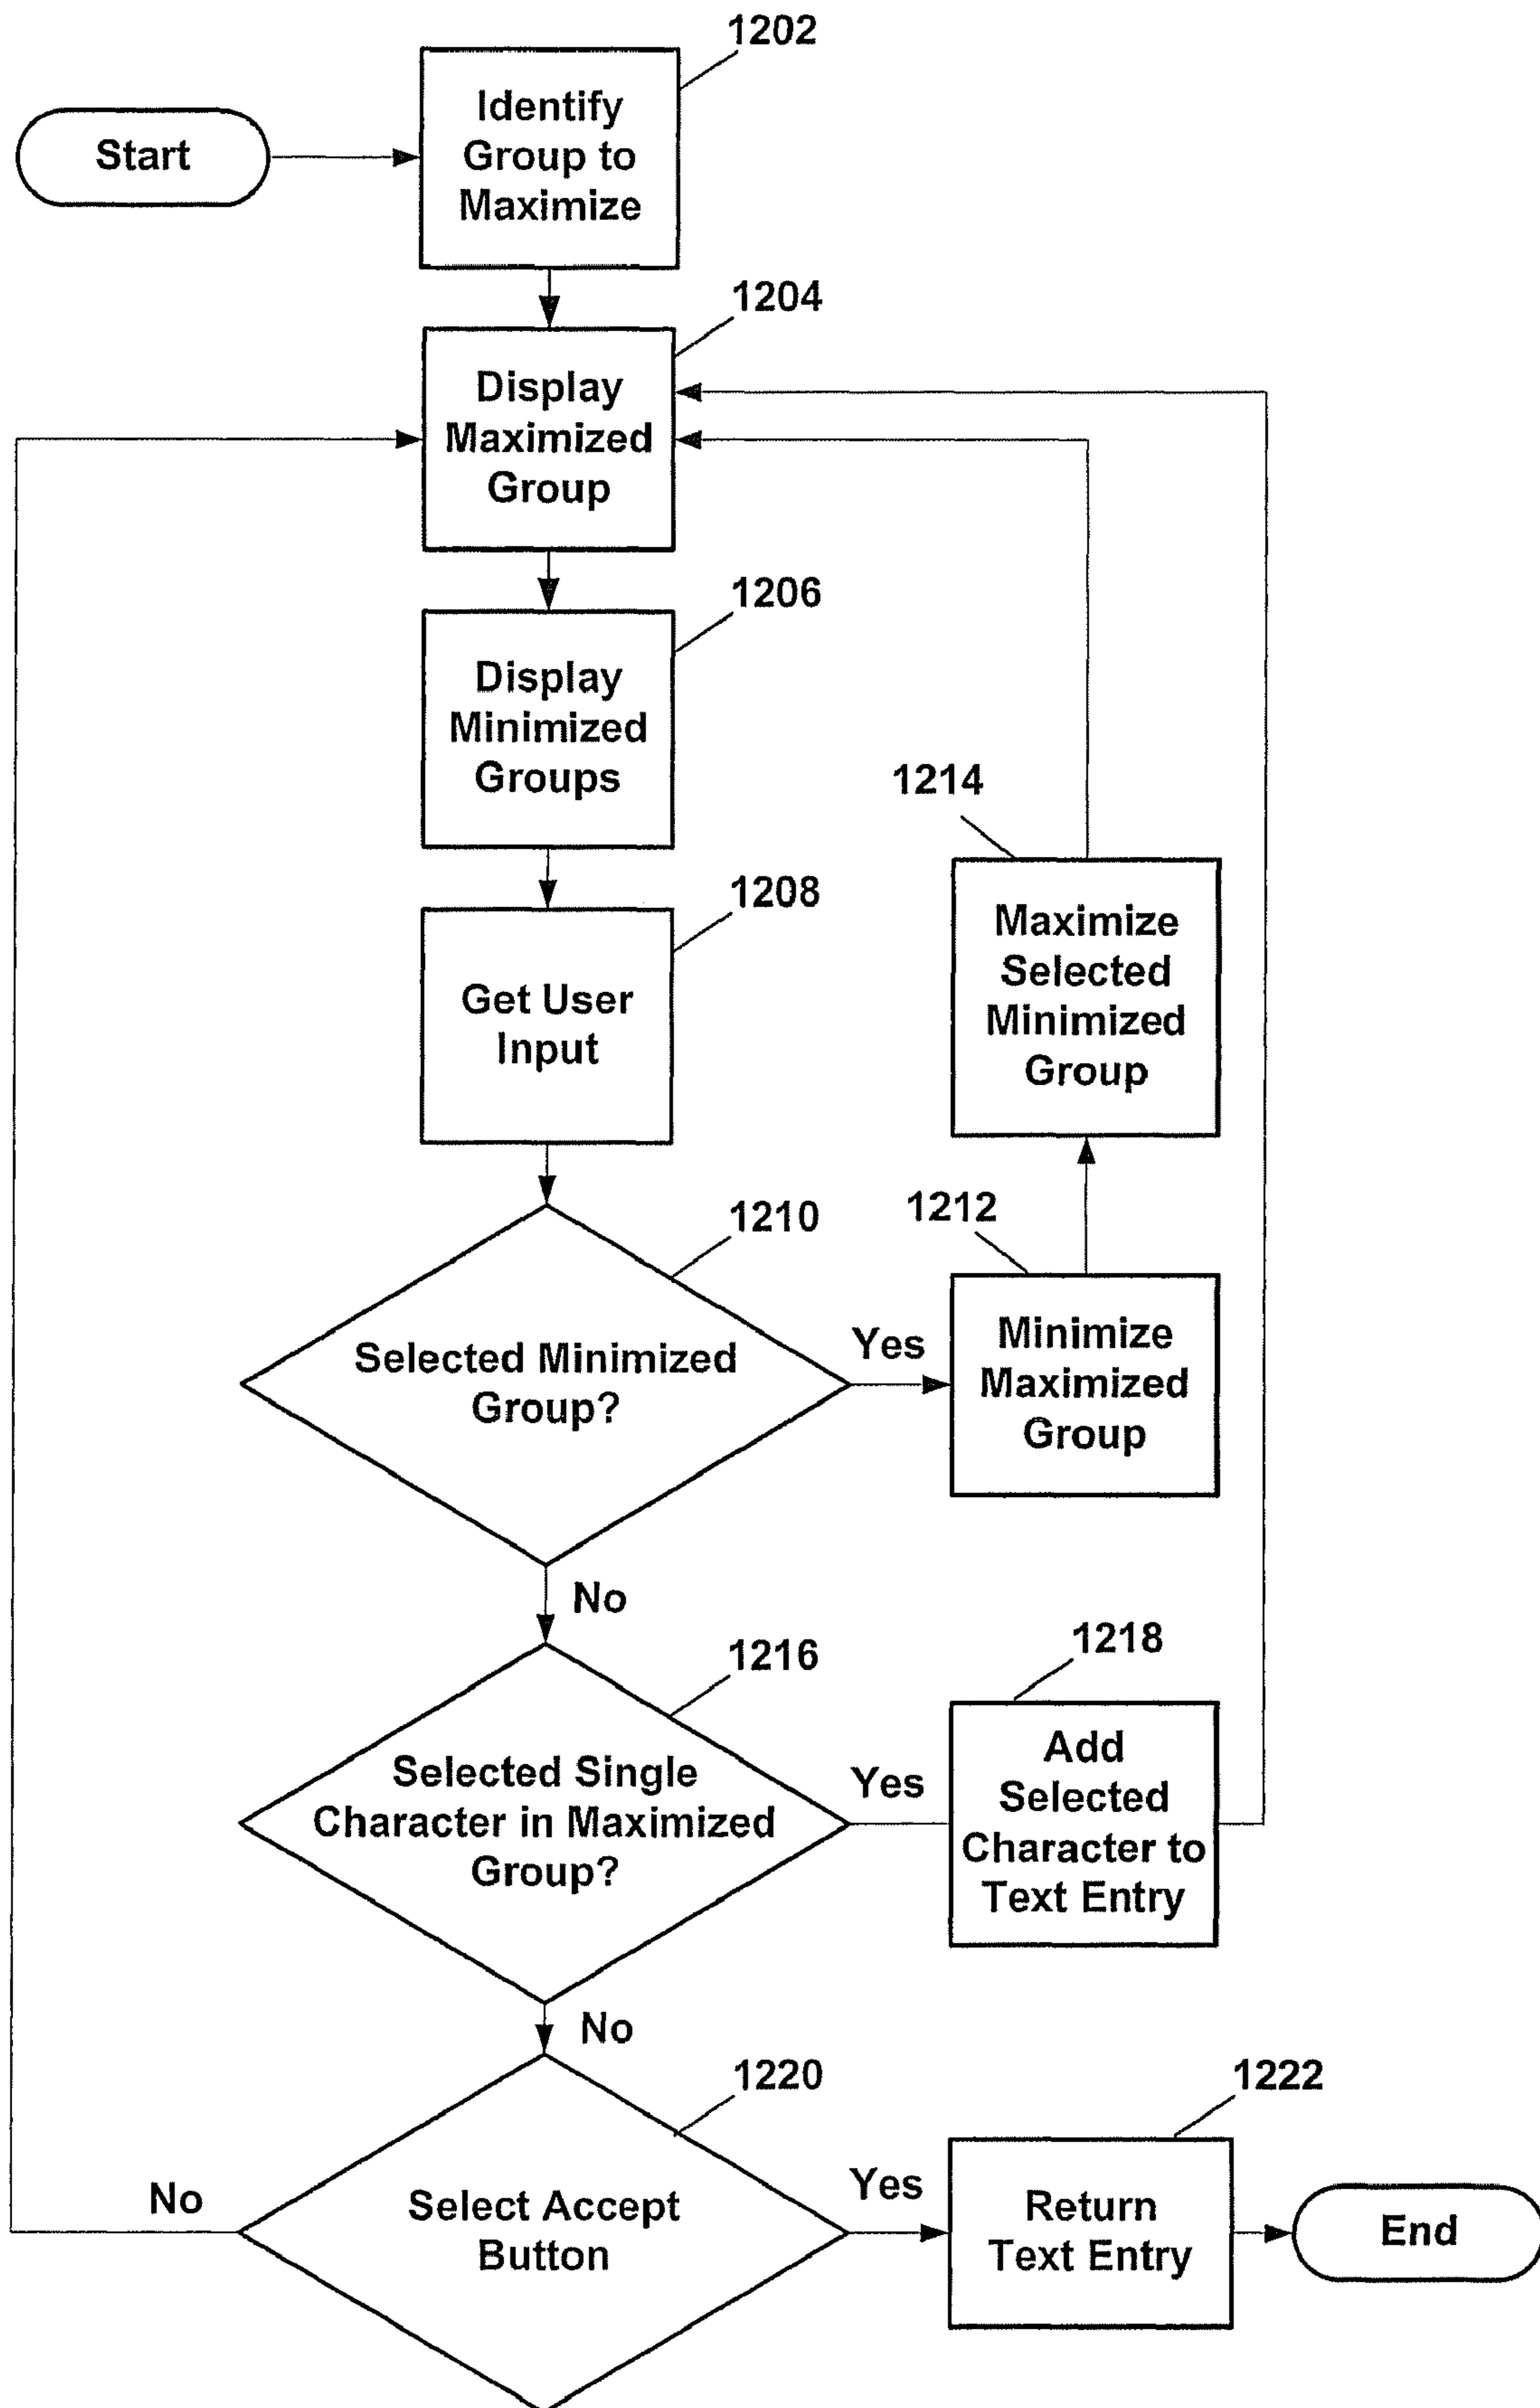 1202
Identify
Group to
Maximize
Start
1204
Display
Maximized
Group
1206
Display
Minimized
Groups
1214
Maximize
Selected
Minimized
Group
1208
Get User
Input
1210
Selected Minimized
Group?
Yes
1212
Minimize
Maximized
Group
No
1216
Selected Single
Character in Maximized
Group?
Yes
1218
Add
Selected
Character to
Text Entry
No
1220
Select Accept
Button
No
Yes
1222
Return
Text Entry
End